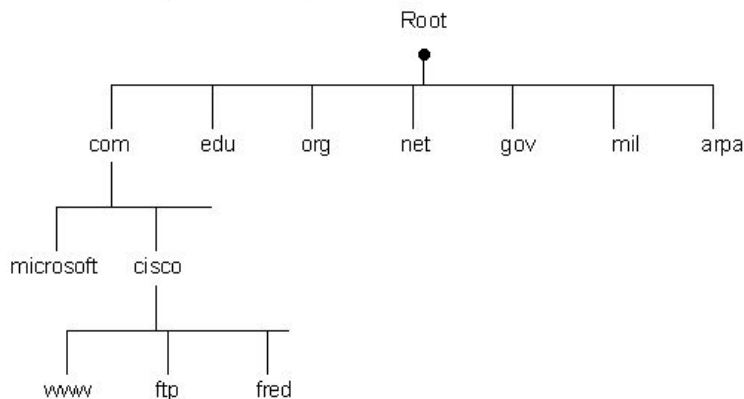 Root
com edu org net gov mil arpa
microsoft cisco
www ftp fred